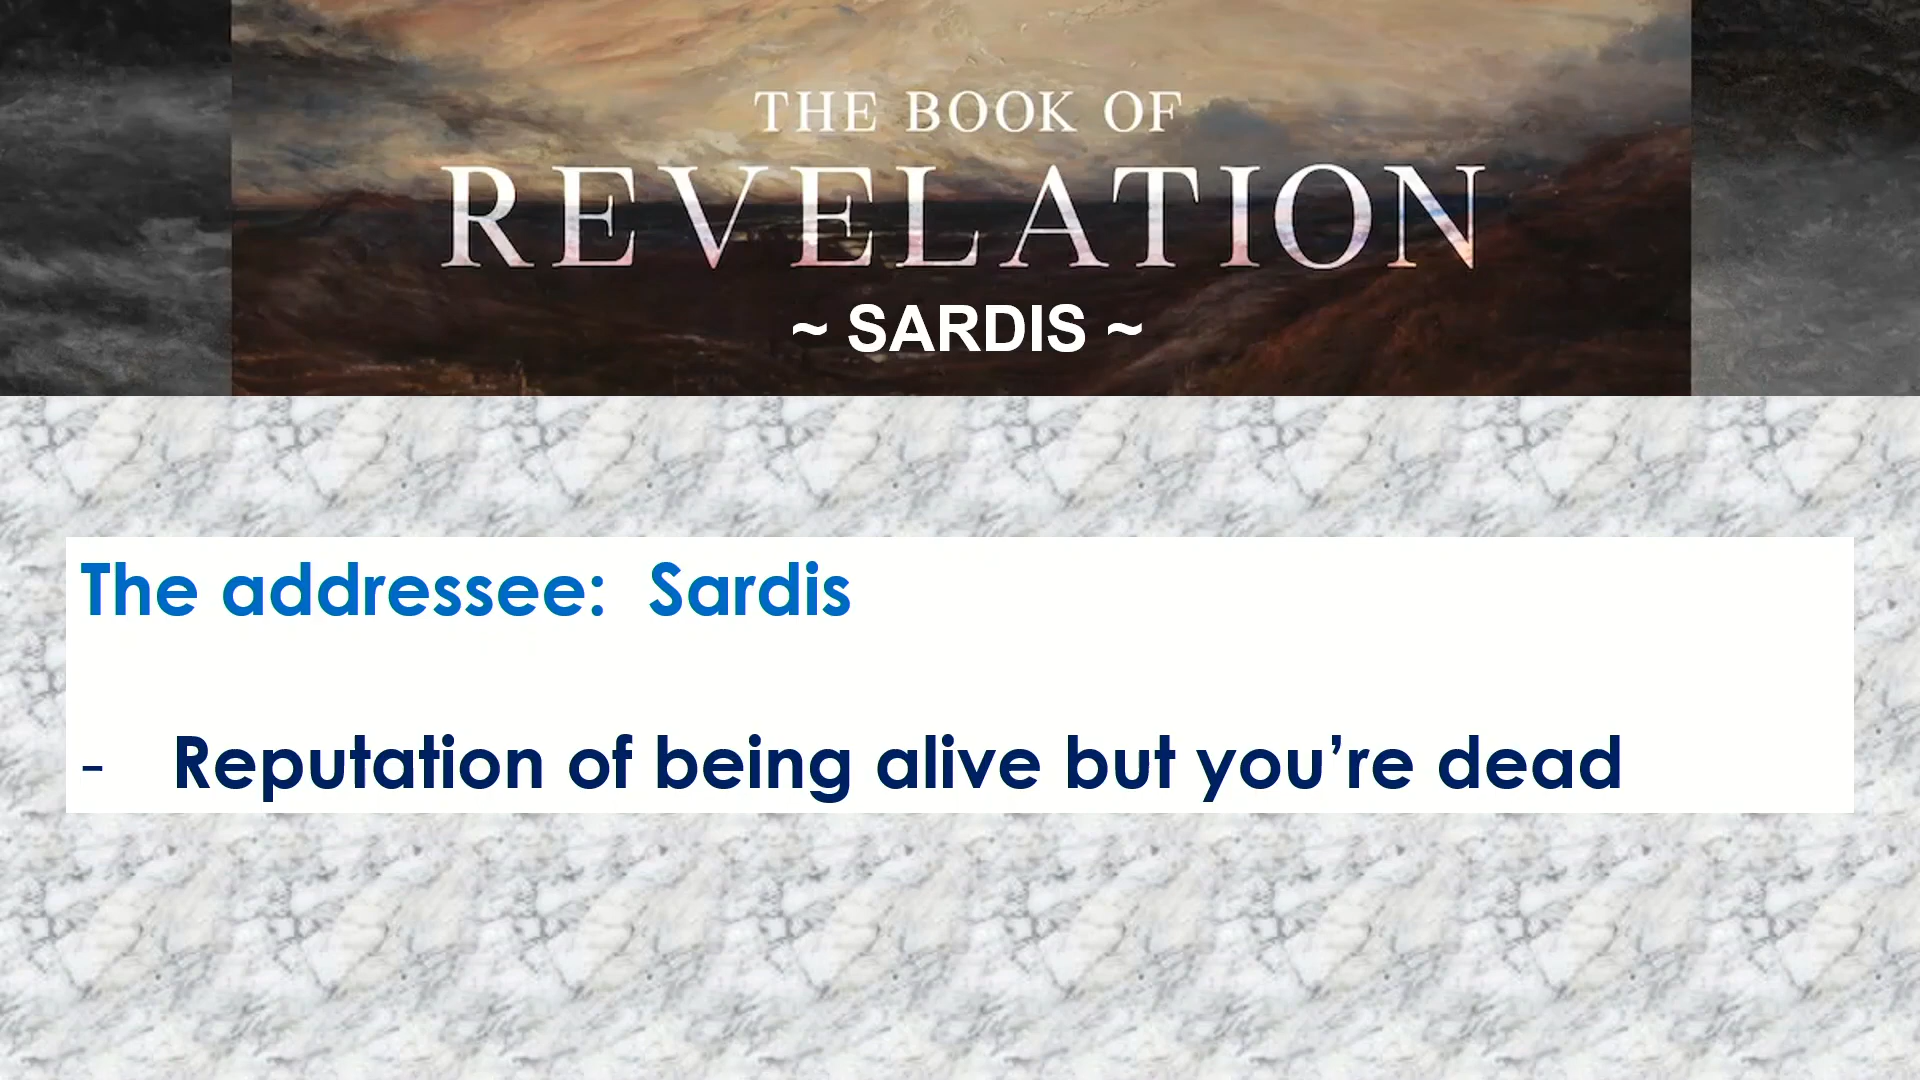 THE BOOK OF
REVELATION
~ SARDIS ~
The addressee:  Sardis
-    Reputation of being alive but you’re dead